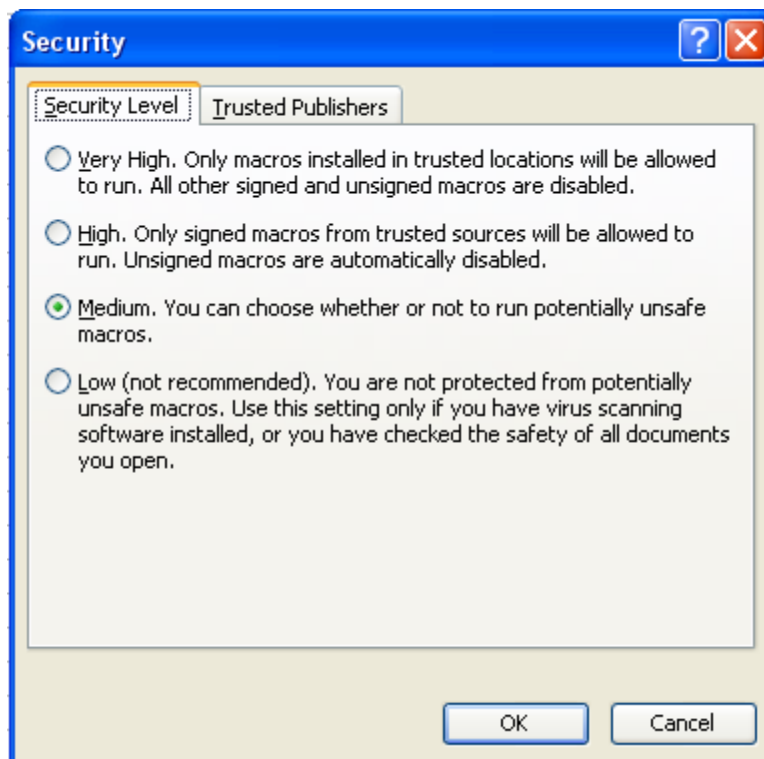 Security
Security Level
Trusted Publishers
Very High. Only macros installed in trusted locations will be allowed
to run. All other signed and unsigned macros are disabled.
High. Only signed macros from trusted sources will be allowed to
run. Unsigned macros are automatically disabled.
Medium. You can choose whether or not to run potentially unsafe
macros.
Low (not recommended). You are not protected from potentially
unsafe macros. Use this setting only if you have virus scanning
software installed, or you have checked the safety of all documents
you open.
OK
Cancel